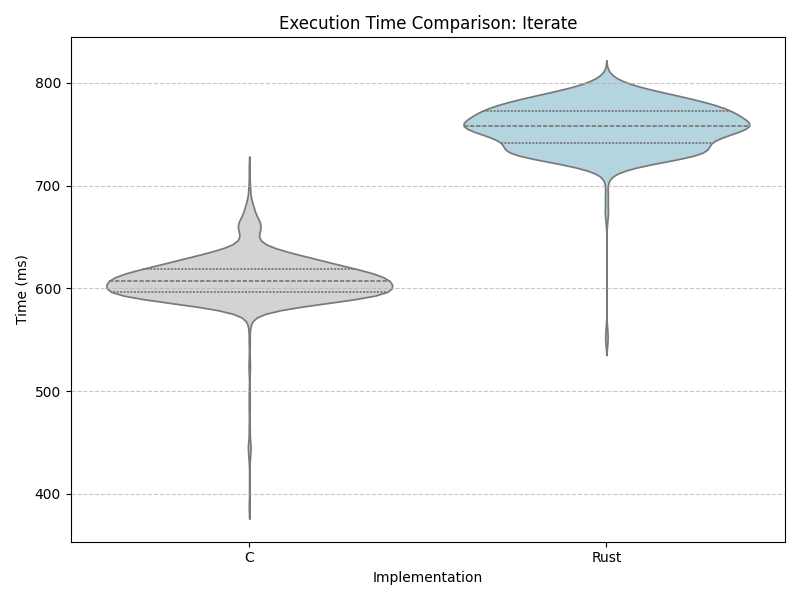 Execution Time Comparison: Iterate
800
700
600
500
400
Time (ms)
C
Rust
Implementation